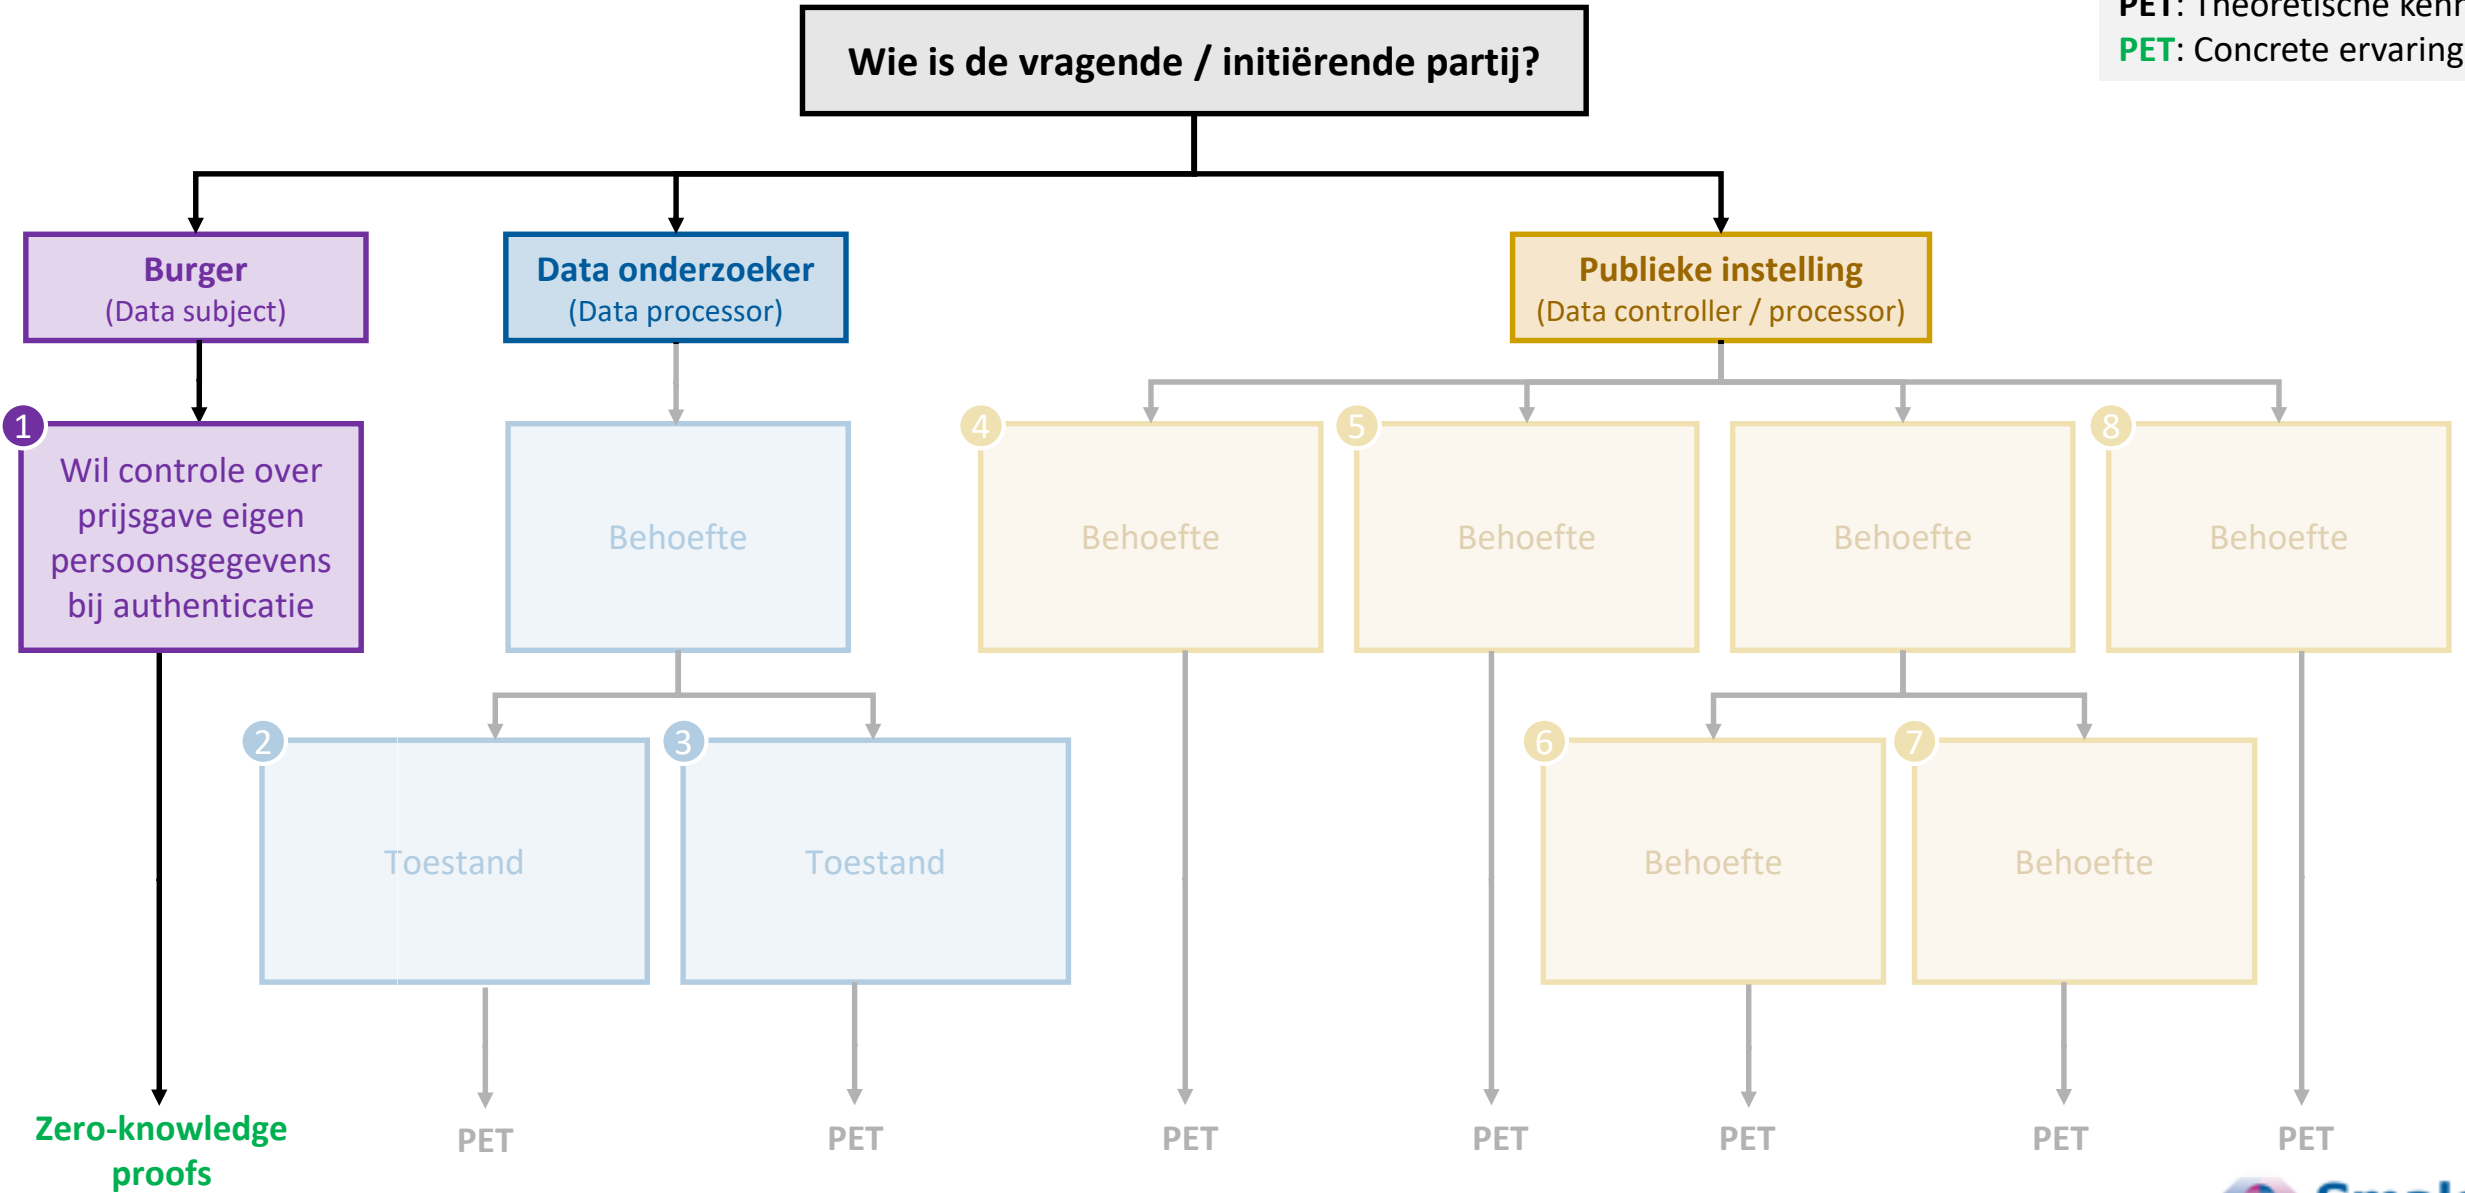 PET: Theoretische
PET: Concrete ervaring
Wie is de vragende / initiërende partij?
Burger
(Data subject)
Data onderzoeker
(Data processor)
Publieke instelling
(Data controller / processor)
1
Wil controle over
prijsgave eigen
persoonsgegevens
bij authenticatie
Behoefte
4
Behoefte
5
Behoefte
Behoefte
8
Behoefte
2
Toestand
3
Toestand
6
Behoefte
7
Behoefte
Zero-knowledge
proofs
PET
PET
PET
PET
PET
PET
PET